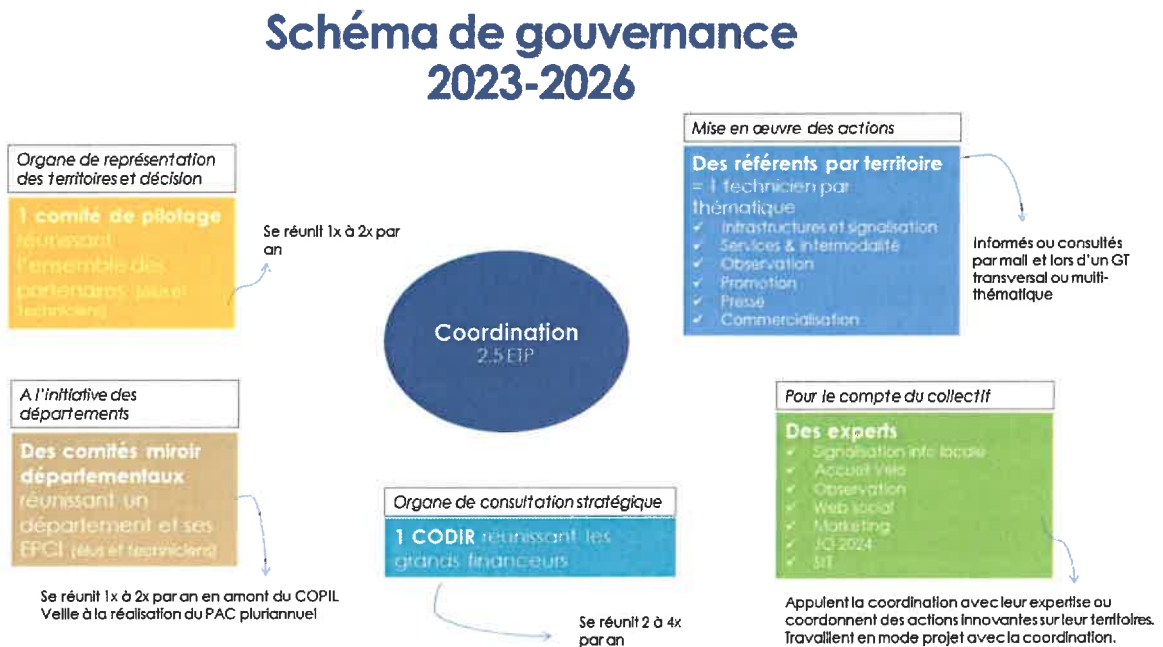 Schéma de gouvernance
2023-2026
Organe de représentation
des territoires et décision
1 comité de pilotage
réunissant
l'ensemble des
partenaires (élus et
techniciens)
Se réunit 1x à 2x par
an
Mise en œuvre des actions
Des référents par territoire
= 1 technicien par
thématique
✓ Infrastructures et signalisation
✓ Services & intermodalité
✓ Observation
✓ Promotion
✓ Presse
✓ Commercialisation
Informés ou consultés
par mail et lors d'un GT
transversal ou multi-
thématique
Coordination
2.5 ETP
A l'initiative des
départements
Des comités miroir
départementaux
réunissant un
département et ses
EPCI (élus et techniciens)
Se réunit 1x à 2x par an en amont du COPIL
Veille à la réalisation du PAC pluriannuel
Organe de consultation stratégique
1 CODIR réunissant les
grands financeurs
Se réunit 2 à 4x
par an
Pour le compte du collectif
Des experts
✓ Signalisation info locale
✓ Accueil Vélo
✓ Observation
✓ Web social
✓ Marketing
✓ JO 2024
✓ SIT
Appuient la coordination avec leur expertise ou
coordonnent des actions innovantes sur leur territoires.
Travaillent en mode projet avec la coordination.